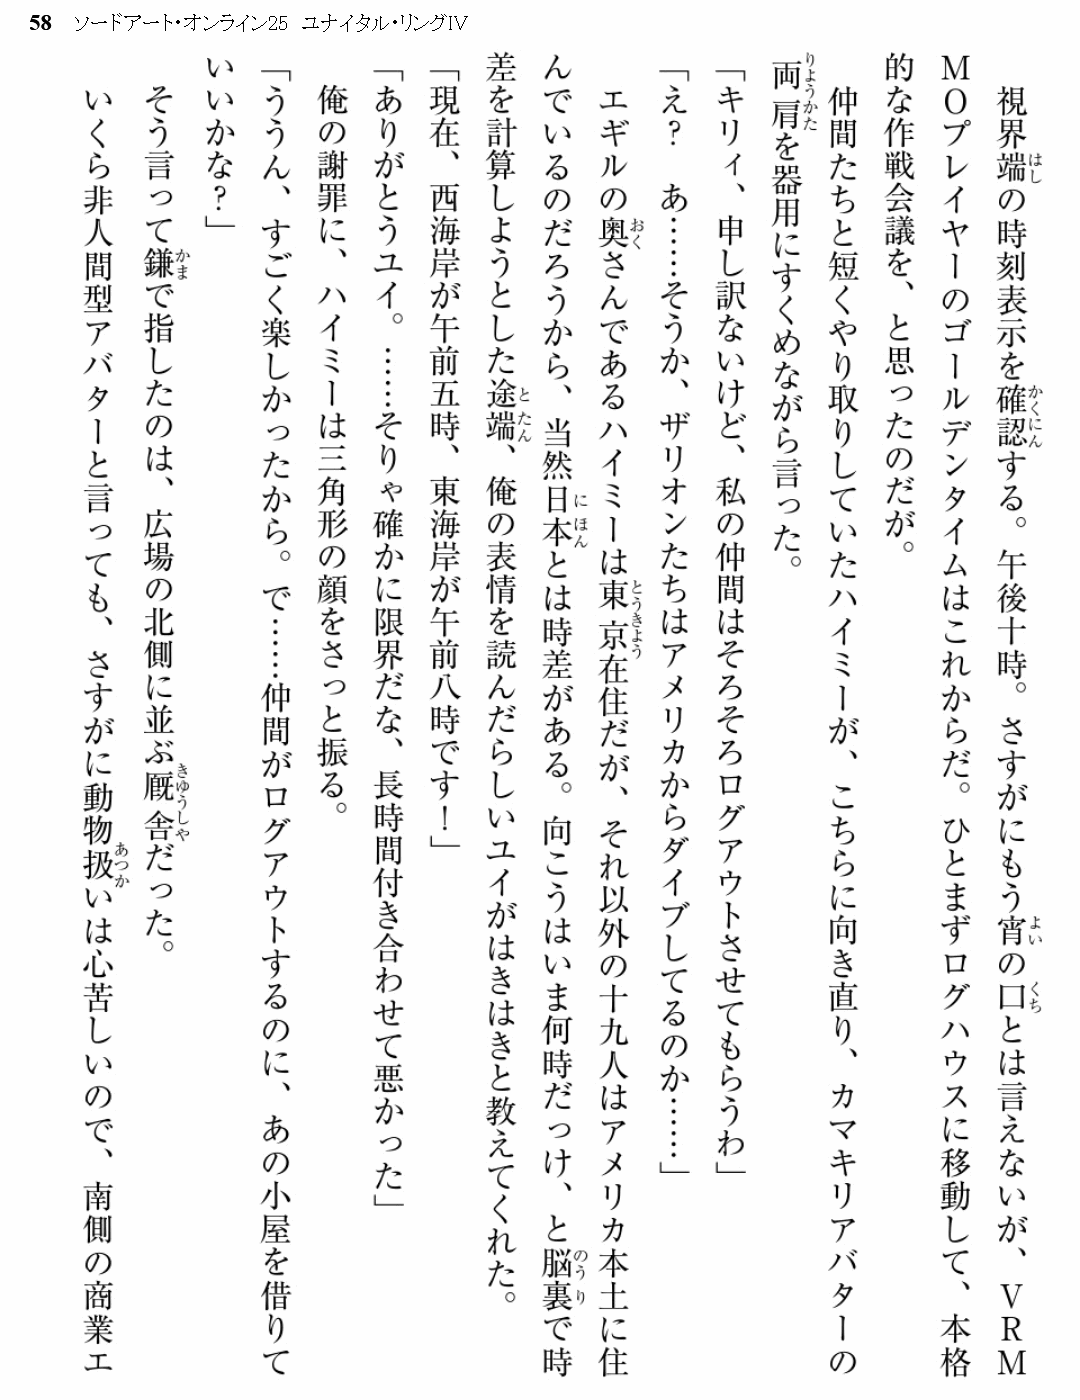 58 ソードアート・オンライン25 ユナイタル・リングⅣ
　視界端の時刻表示を確認する。午後十時。さすがにもう宵の口とは言えないが、ＶＲＭ
ＭＯプレイヤーのゴールデンタイムはこれからだ。ひとまずログハウスに移動して、本格
的な作戦会議を、と思ったのだが。
　仲間たちと短くやり取りしていたハイミーが、こちらに向き直り、カマキリアバターの
両肩を器用にすくめながら言った。
「キリィ、申し訳ないけど、私の仲間はそろそろログアウトさせてもらうわ」
「え？　あ……そうか、ザリオンたちはアメリカからダイブしてるのか……」
　エギルの奥さんであるハイミーは東京在住だが、それ以外の十九人はアメリカ本土に住
んでいるのだろうから、当然日本とは時差がある。向こうはいま何時だっけ、と脳裏で時
差を計算しようとした途端、俺の表情を読んだらしいユイがはきはきと教えてくれた。
「現在、西海岸が午前五時、東海岸が午前八時です！」
「ありがとうユイ。……そりゃ確かに限界だな、長時間付き合わせて悪かった」
　俺の謝罪に、ハイミーは三角形の顔をさっと振る。
「ううん、すごく楽しかったから。で……仲間がログアウトするのに、あの小屋を借りて
いいかな？」
　そう言って鎌で指したのは、広場の北側に並ぶ厩舎だった。
　いくら非人間型アバターと言っても、さすがに動物扱いは心苦しいので、南側の商業エ